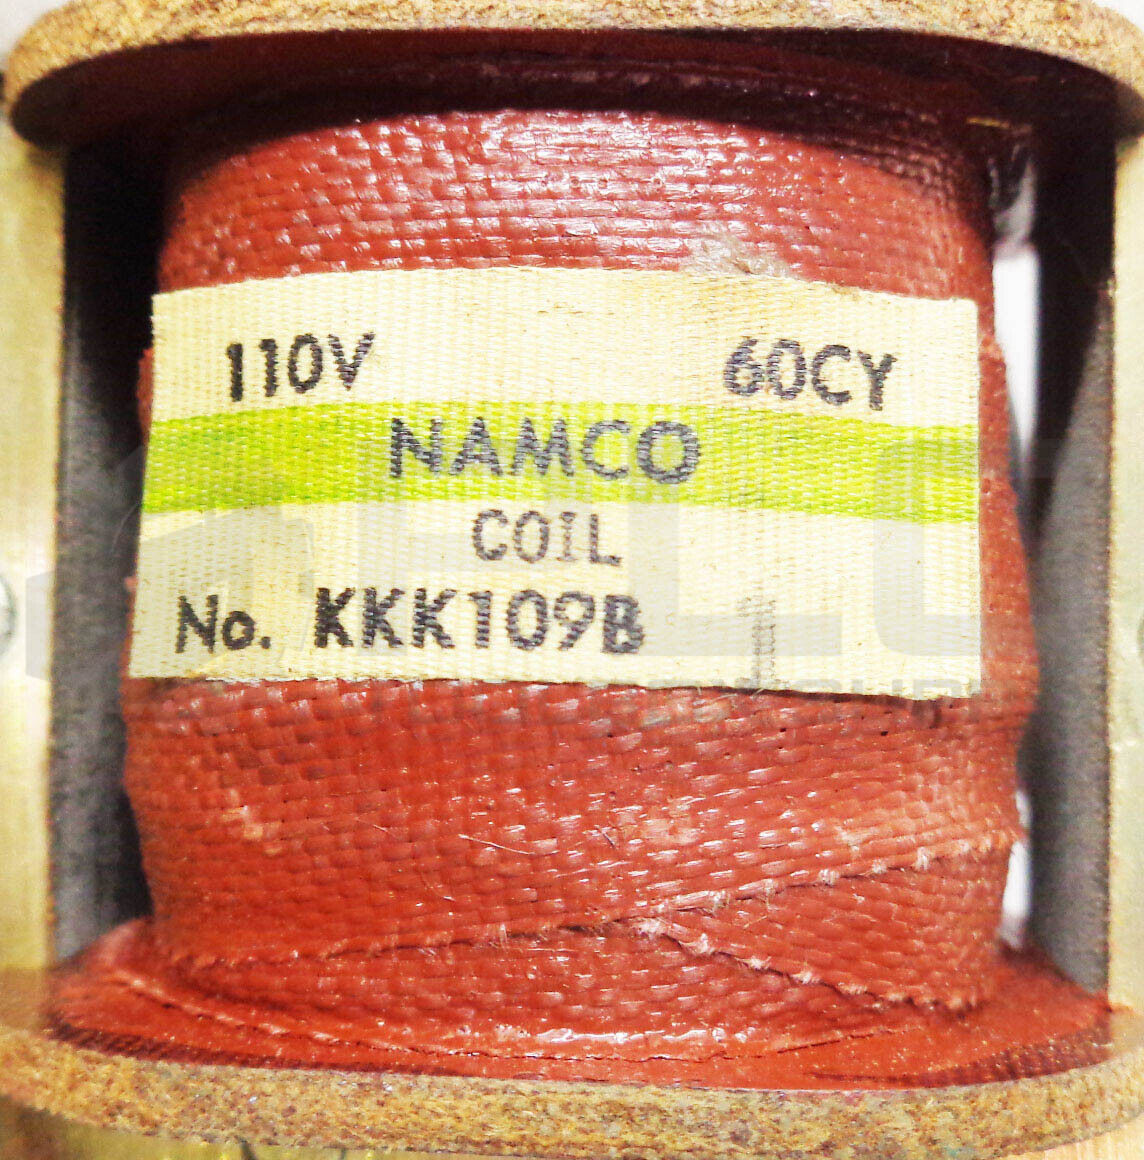 110V 60CY
NAMCO
COIL
No. KKK109B